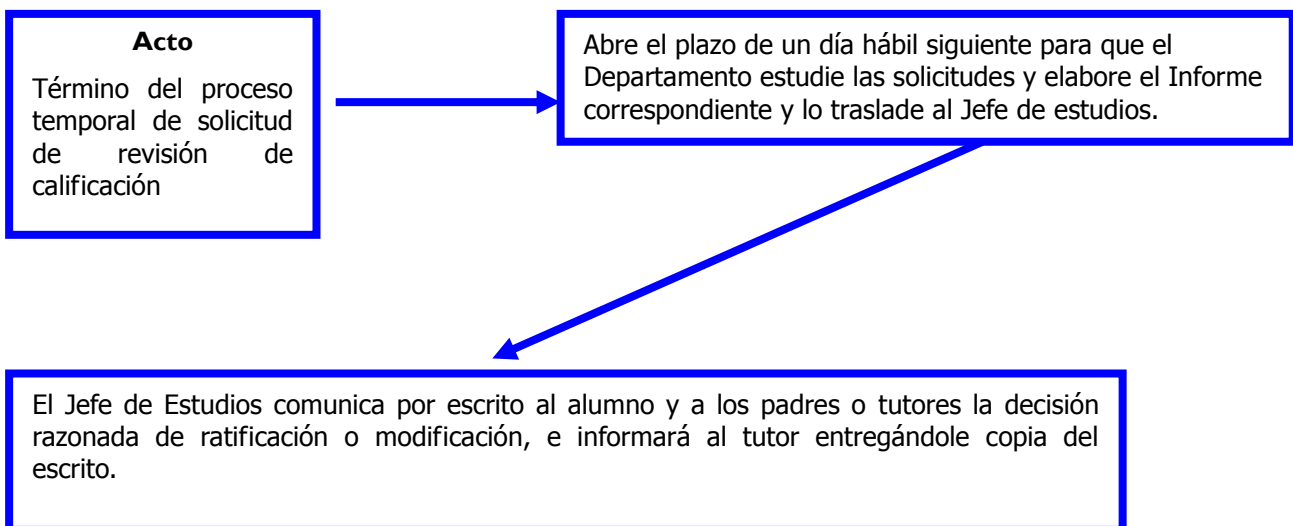 Acto
Término del proceso
temporal de solicitud
de revisión de
calificación
Abre el plazo de un día hábil siguiente para que el
Departamento estudie las solicitudes y elabore el Informe
correspondiente y lo traslade al Jefe de estudios.
El Jefe de Estudios comunica por escrito al alumno y a los padres o tutores la decisión
razonada de ratificación o modificación, e informará al tutor entregándole copia del
escrito.